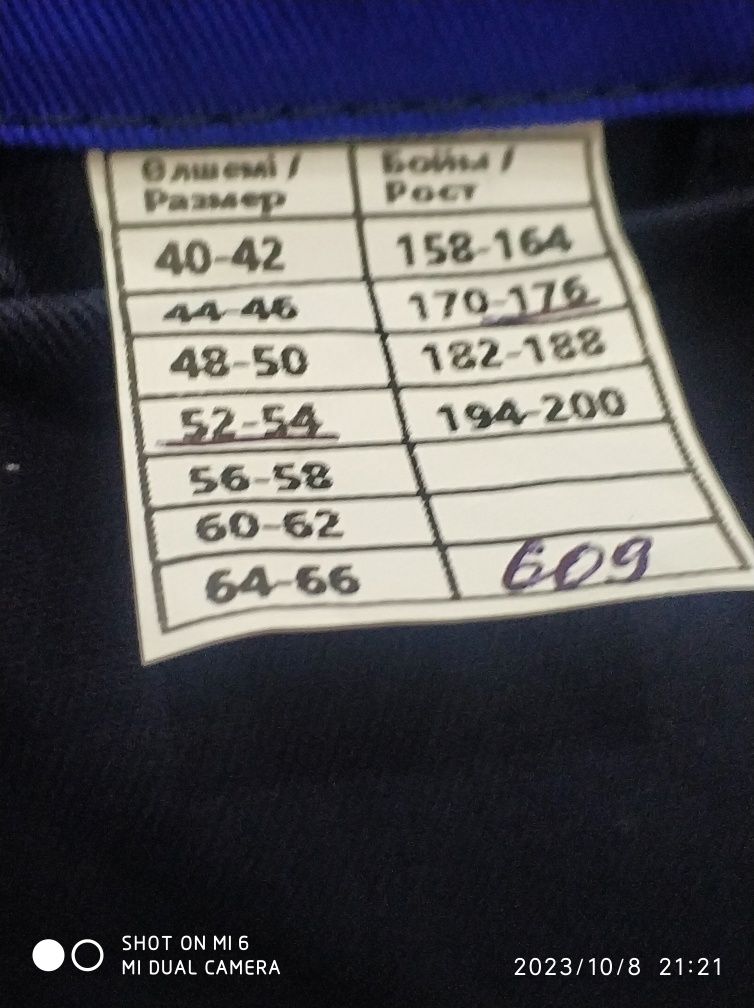 Өлшемі / Бойы /
Размер Рост
40-42 158-164
44-46 170-176
48-50 182-188
52-54 194-200
56-58
60-62
64-66 609
SHOT ON MI 6
MI DUAL CAMERA 2023/10/8 21:21